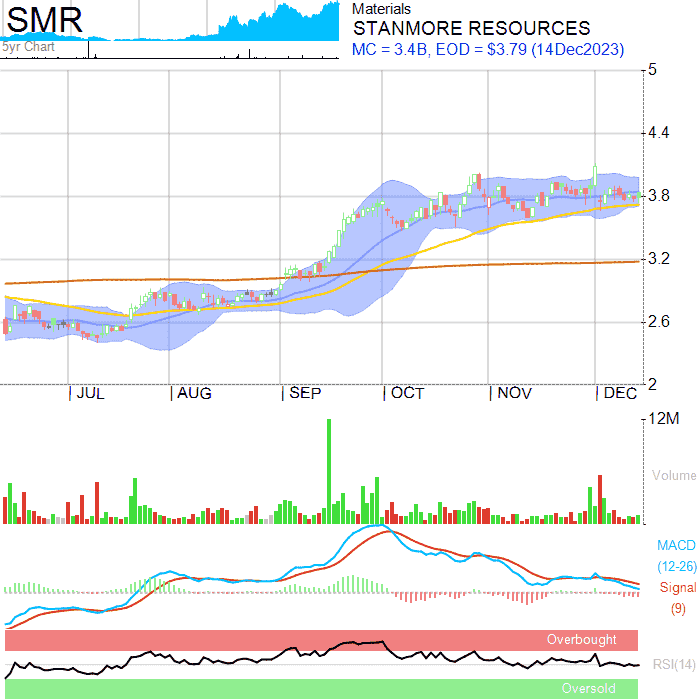 SMR
5yr Chart
Materials
STANMORE RESOURCES
MC = 3.4B, EOD = $3.79 (14Dec2023)
5
4.4
3.8
3.2
2.6
2
| JUL | AUG | SEP | OCT | NOV | DEC
12M
Volume
MACD
(12-26)
Signal
(9)
Overbought
RSI(14)
Oversold